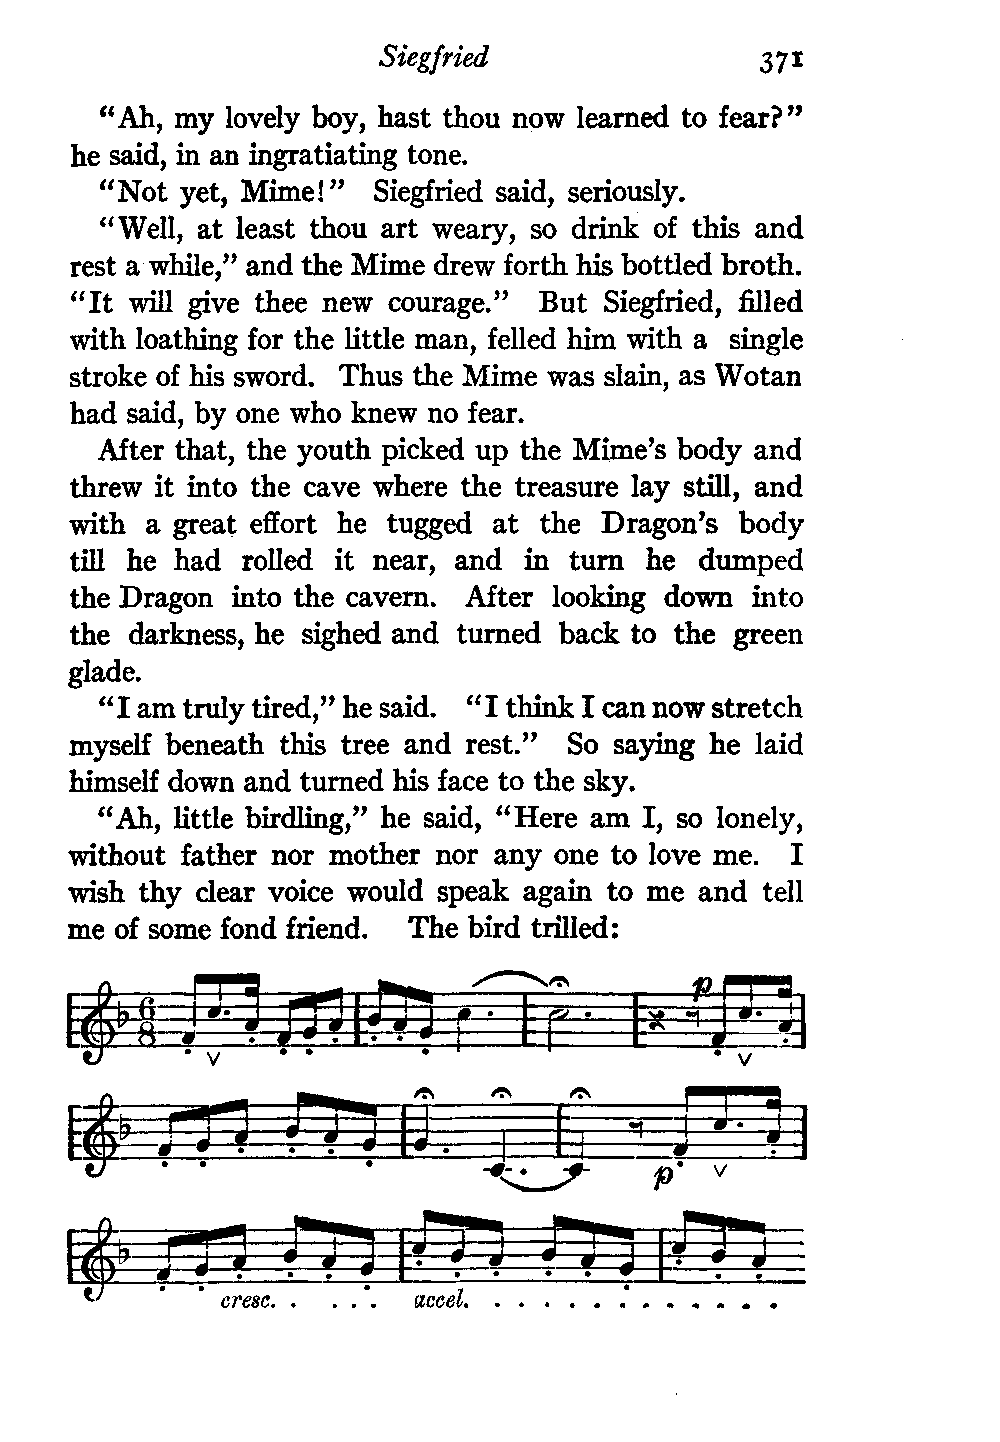 Siegfried 371
“Ah, my lovely boy, hast thou now learned to fear?”
he said, in an ingratiating tone.
“Not yet, Mime!” Siegfried said, seriously.
“Well, at least thou art weary, so drink of this and
rest a while,” and the Mime drew forth his bottled broth.
“It will give thee new courage.” But Siegfried, filled
with loathing for the little man, felled him with a single
stroke of his sword. Thus the Mime was slain, as Wotan
had said, by one who knew no fear.
After that, the youth picked up the Mime’s body and
threw it into the cave where the treasure lay still, and
with a great effort he tugged at the Dragon’s body
till he had rolled it near, and in turn he dumped
the Dragon into the cavern. After looking down into
the darkness, he sighed and turned back to the green
glade.
“I am truly tired,” he said. “I think I can now stretch
myself beneath this tree and rest.” So saying he laid
himself down and turned his face to the sky.
“Ah, little birdling,” he said, “Here am I, so lonely,
without father nor mother nor any one to love me. I
wish thy clear voice would speak again to me and tell
me of some fond friend. The bird trilled:
6
8
p
p
cresc. . . . . accel. . . . . . . . . . . . . .